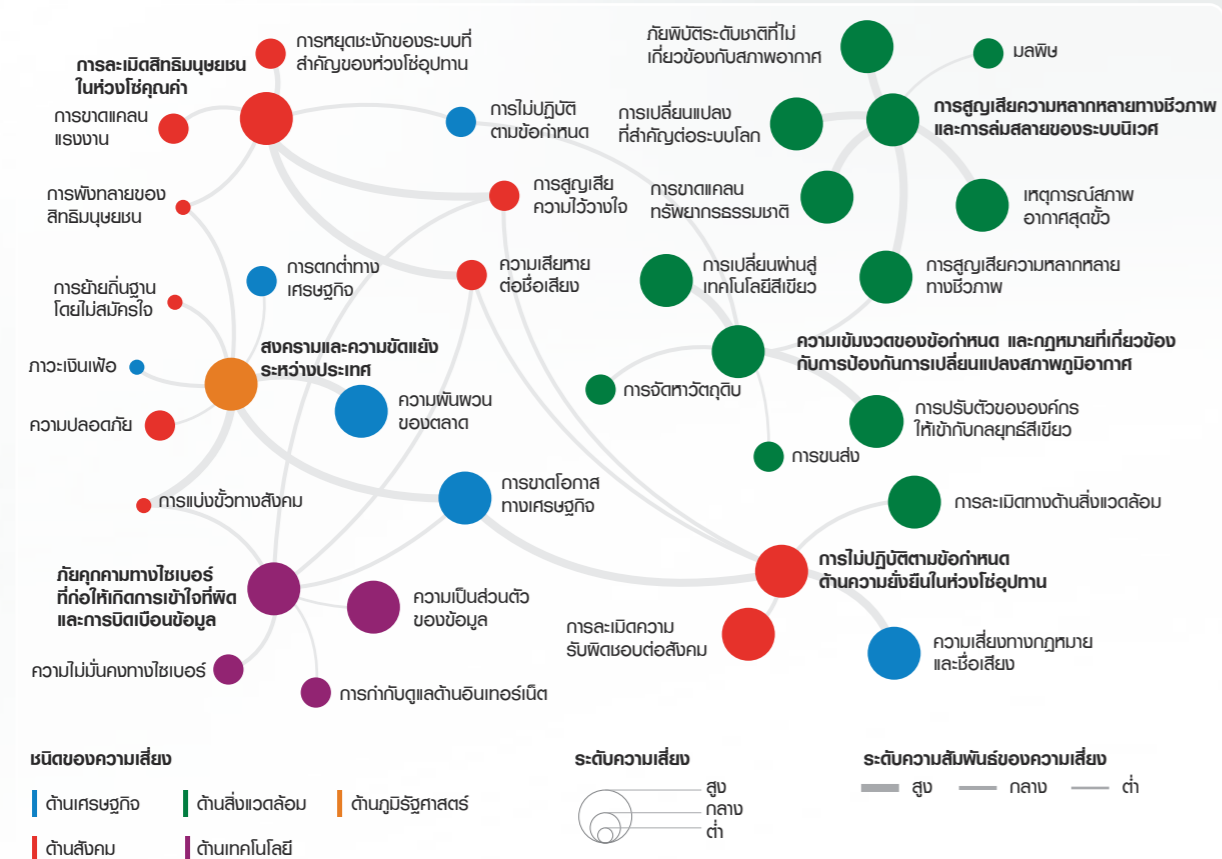 การหยุดชะงักของระบบที่
สำคัญของห่วงโซ่อุปทาน
การละเมิดสิทธิมนุษยชน
ในห่วงโซ่คุณค่า
การขาดแคลน
แรงงาน
การไม่ปฏิบัติ
ตามข้อกำหนด
การพังทลายของ
สิทธิมนุษยชน
การสูญเสีย
ความไว้วางใจ
การตกต่ำทาง
เศรษฐกิจ
ความเสียหาย
ต่อชื่อเสียง
การย้ายถิ่นฐาน
โดยไม่สมัครใจ
สงครามและความขัดแย้ง
ระหว่างประเทศ
ภาวะเงินเฟ้อ
ความผันผวน
ของตลาด
ความปลอดภัย
การขาดโอกาส
ทางเศรษฐกิจ
การแบ่งขั้วทางสังคม
ภัยคุกคามทางไซเบอร์
ที่ก่อให้เกิดการเข้าใจที่ผิด
และการบิดเบือนข้อมูล
ความเป็นส่วนตัว
ของข้อมูล
ความไม่มั่นคงทางไซเบอร์
การกำกับดูแลด้านอินเทอร์เน็ต
ภัยพิบัติระดับชาติที่ไม่
เกี่ยวข้องกับสภาพอากาศ
มลพิษ
การเปลี่ยนแปลง
ที่สำคัญต่อระบบโลก
การสูญเสียความหลากหลายทางชีวภาพ
และการล่มสลายของระบบนิเวศ
การขาดแคลน
ทรัพยากรธรรมชาติ
เหตุการณ์สภาพ
อากาศสุดขั้ว
การเปลี่ยนผ่านสู่
เทคโนโลยีสีเขียว
การสูญเสียความหลากหลาย
ทางชีวภาพ
ความเข้มงวดของข้อกำหนด และกฎหมายที่เกี่ยวข้อง
กับการป้องกันการเปลี่ยนแปลงสภาพภูมิอากาศ
การจัดหาวัตถุดิบ
การปรับตัวขององค์กร
ให้เข้ากับกลยุทธ์สีเขียว
การขนส่ง
การละเมิดทางด้านสิ่งแวดล้อม
การไม่ปฏิบัติตามข้อกำหนด
ด้านความยั่งยืนในห่วงโซ่อุปทาน
การละเมิดความ
รับผิดชอบต่อสังคม
ความเสี่ยงทางกฎหมาย
และชื่อเสียง
ชนิดของความเสี่ยง
ด้านเศรษฐกิจ
ด้านสิ่งแวดล้อม
ด้านภูมิรัฐศาสตร์
ด้านสังคม
ด้านเทคโนโลยี
ระดับความเสี่ยง
สูง
กลาง
ต่ำ
ระดับความสัมพันธ์ของความเสี่ยง
สูง
กลาง
ต่ำ